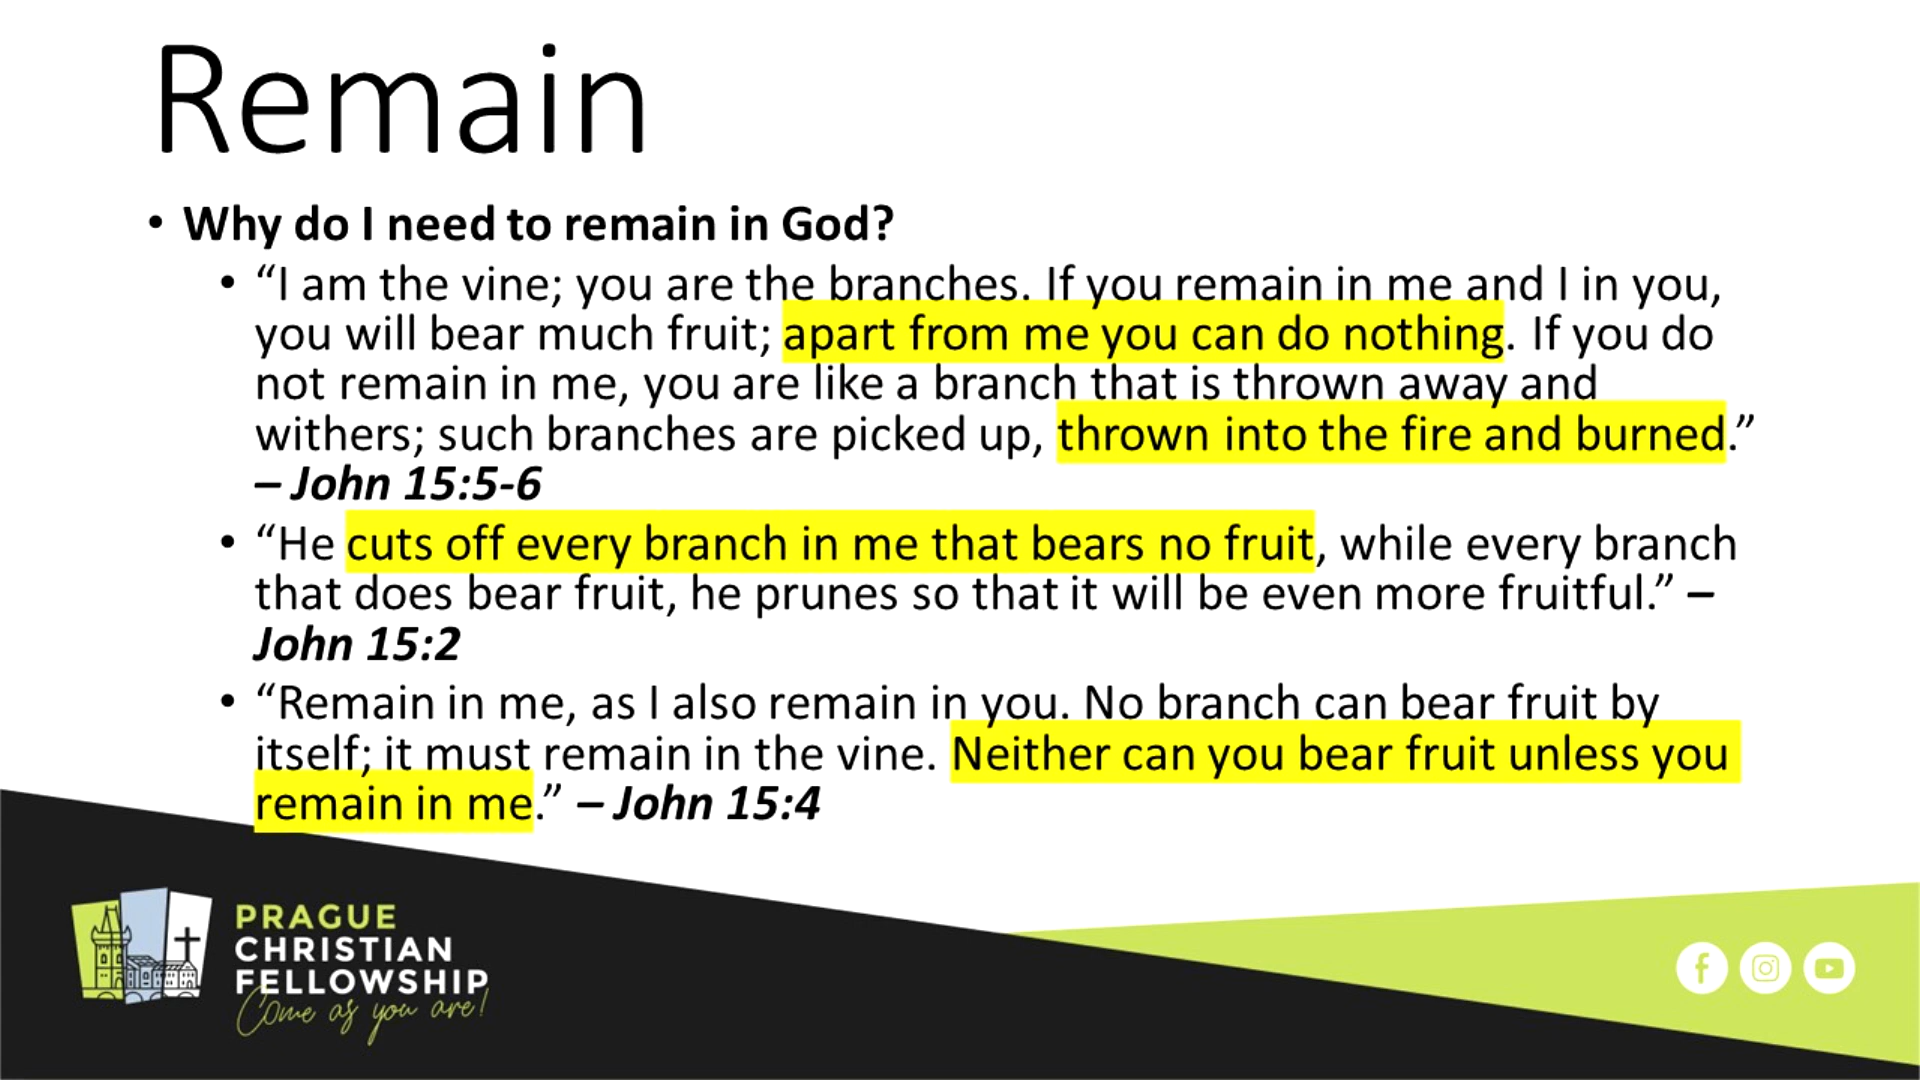 Remain
• Why do I need to remain in God?
• “I am the vine; you are the branches. If you remain in me and I in you,
you will bear much fruit; apart from me you can do nothing. If you do
not remain in me, you are like a branch that is thrown away and
withers; such branches are picked up, thrown into the fire and burned.”
– John 15:5-6
• “He cuts off every branch in me that bears no fruit, while every branch
that does bear fruit, he prunes so that it will be even more fruitful.” –
John 15:2
• “Remain in me, as I also remain in you. No branch can bear fruit by
itself; it must remain in the vine. Neither can you bear fruit unless you
remain in me.” – John 15:4
PRAGUE
CHRISTIAN
FELLOWSHIP
Come as you are!